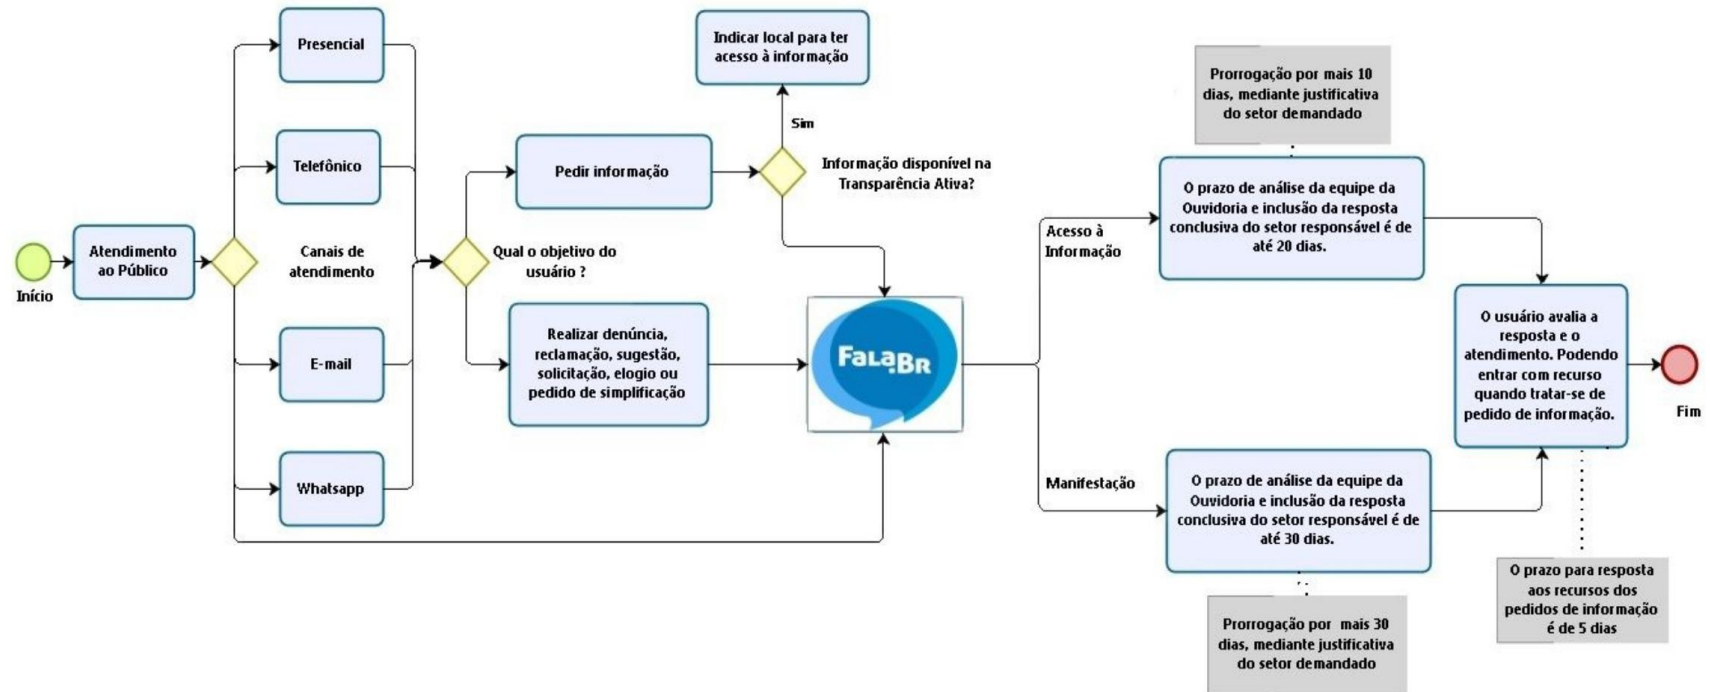 Início
Atendimento
ao Público
Presencial
Telefônico
Canais de
atendimento
E-mail
Whatsapp
Qual o objetivo do
usuário ?
Pedir informação
Realizar denúncia,
reclamação, sugestão,
solicitação, elogio ou
pedido de simplificação
Indicar local para ter
acesso à informação
Sim
Informação disponível na
Transparência Ativa?
FALA.BR
Acesso à
Informação
Manifestação
Prorrogação por mais 10
dias, mediante justificativa
do setor demandado
O prazo de análise da equipe da
Ouvidoria e inclusão da resposta
conclusiva do setor responsável é de
até 20 dias.
O prazo de análise da equipe da
Ouvidoria e inclusão da resposta
conclusiva do setor responsável é de
até 30 dias.
Prorrogação por mais 30
dias, mediante justificativa
do setor demandado
O usuário avalia a
resposta e o
atendimento. Podendo
entrar com recurso
quando tratar-se de
pedido de informação.
O prazo para resposta
aos recursos dos
pedidos de informação
é de 5 dias
Fim